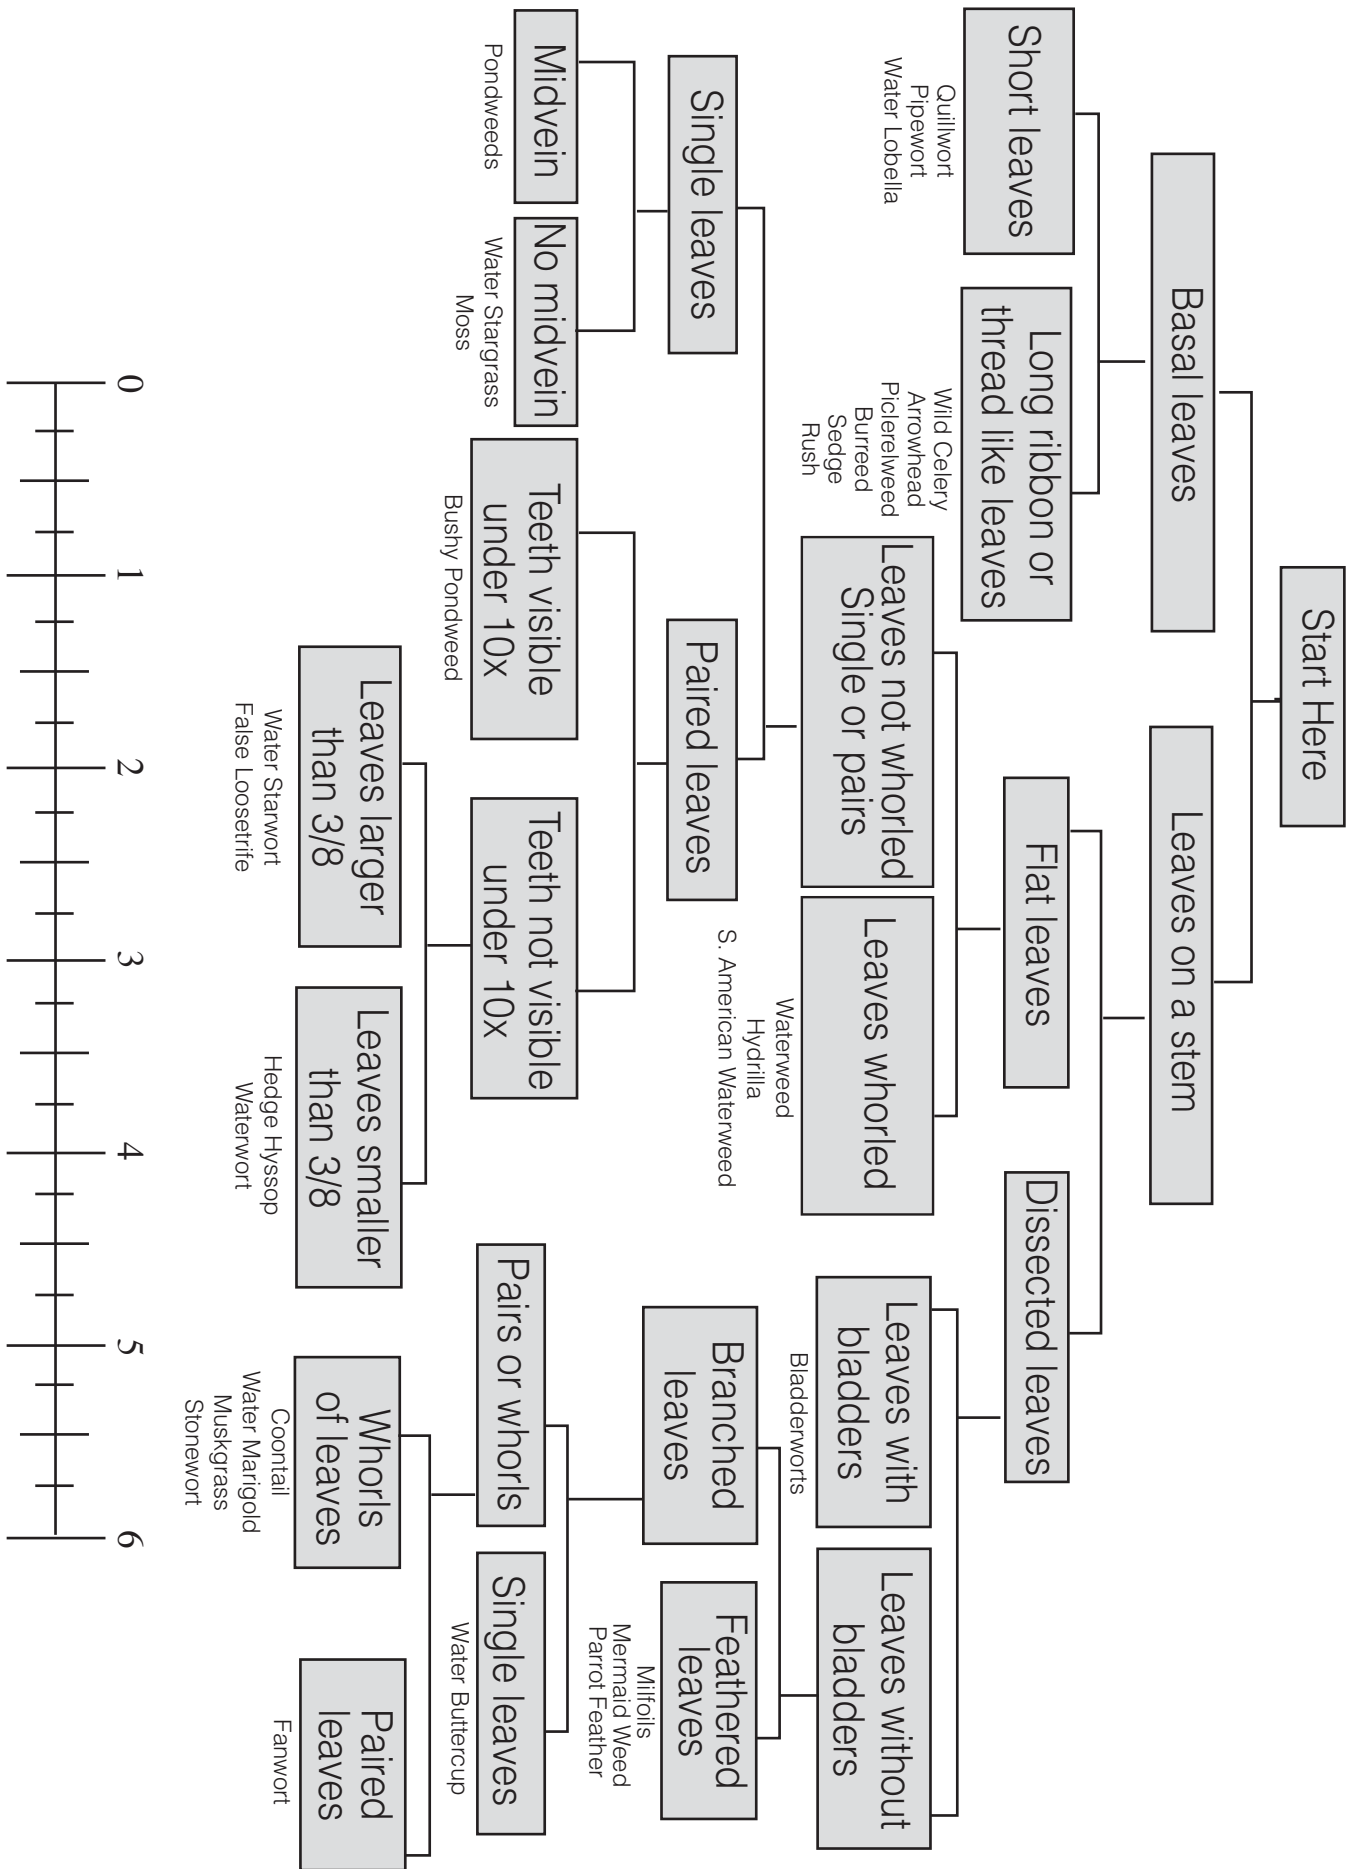 Start Here
Basal leaves
Leaves on a stem
Short leaves
Quillwort
Pipewort
Water Lobella
Long ribbon or
thread like leaves
Wild Celery
Arrowhead
Piclerelweed
Burreed
Sedge
Rush
Flat leaves
Dissected leaves
Leaves not whorled
Single or pairs
Leaves whorled
Waterweed
Hydrilla
S. American Waterweed
Leaves with
bladders
Bladderworts
Leaves without
bladders
Single leaves
Paired leaves
Branched
leaves
Feathered
leaves
Milfoils
Mermaid Weed
Parrot Feather
Midvein
Pondweeds
No midvein
Water Stargrass
Moss
Teeth visible
under 10x
Bushy Pondweed
Teeth not visible
under 10x
Pairs or whorls
Single leaves
Water Buttercup
Leaves larger
than 3/8
Water Starwort
False Loosetrife
Leaves smaller
than 3/8
Hedge Hyssop
Waterwort
Whorls
of leaves
Coontail
Water Marigold
Muskgrass
Stonewort
Paired
leaves
Fanwort
0 1 2 3 4 5 6